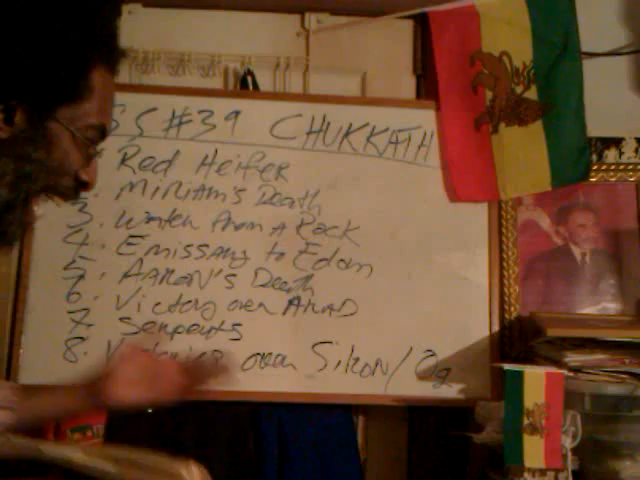 SS #39 CHUKKATH
Red Heifer
Miriam's Death
3. Water from A Rock
4. Emissary to Edom
5. AARON'S Death
6. Victory over ARAD
7. Serpents
8. Victories over Sihon/Og